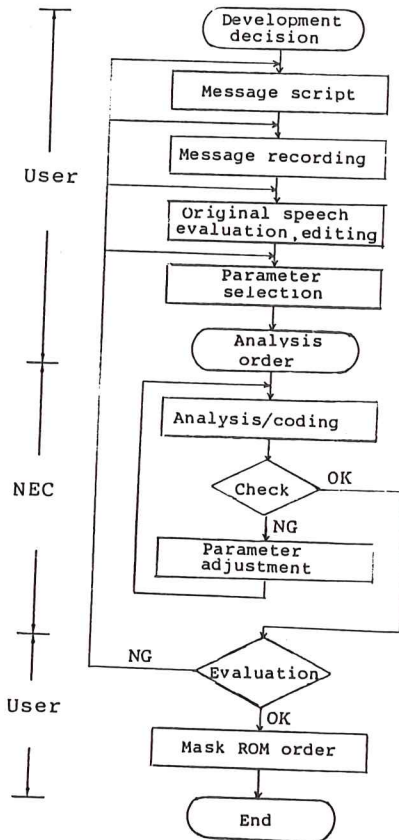 Development
decision
Message script
Message recording
User
Original speech
evaluation,editing
Parameter
selection
Analysis
order
Analysis/coding
OK
Check
NEC
NG
Parameter
adjustment
NG
Evaluation
User
OK
Mask ROM order
End